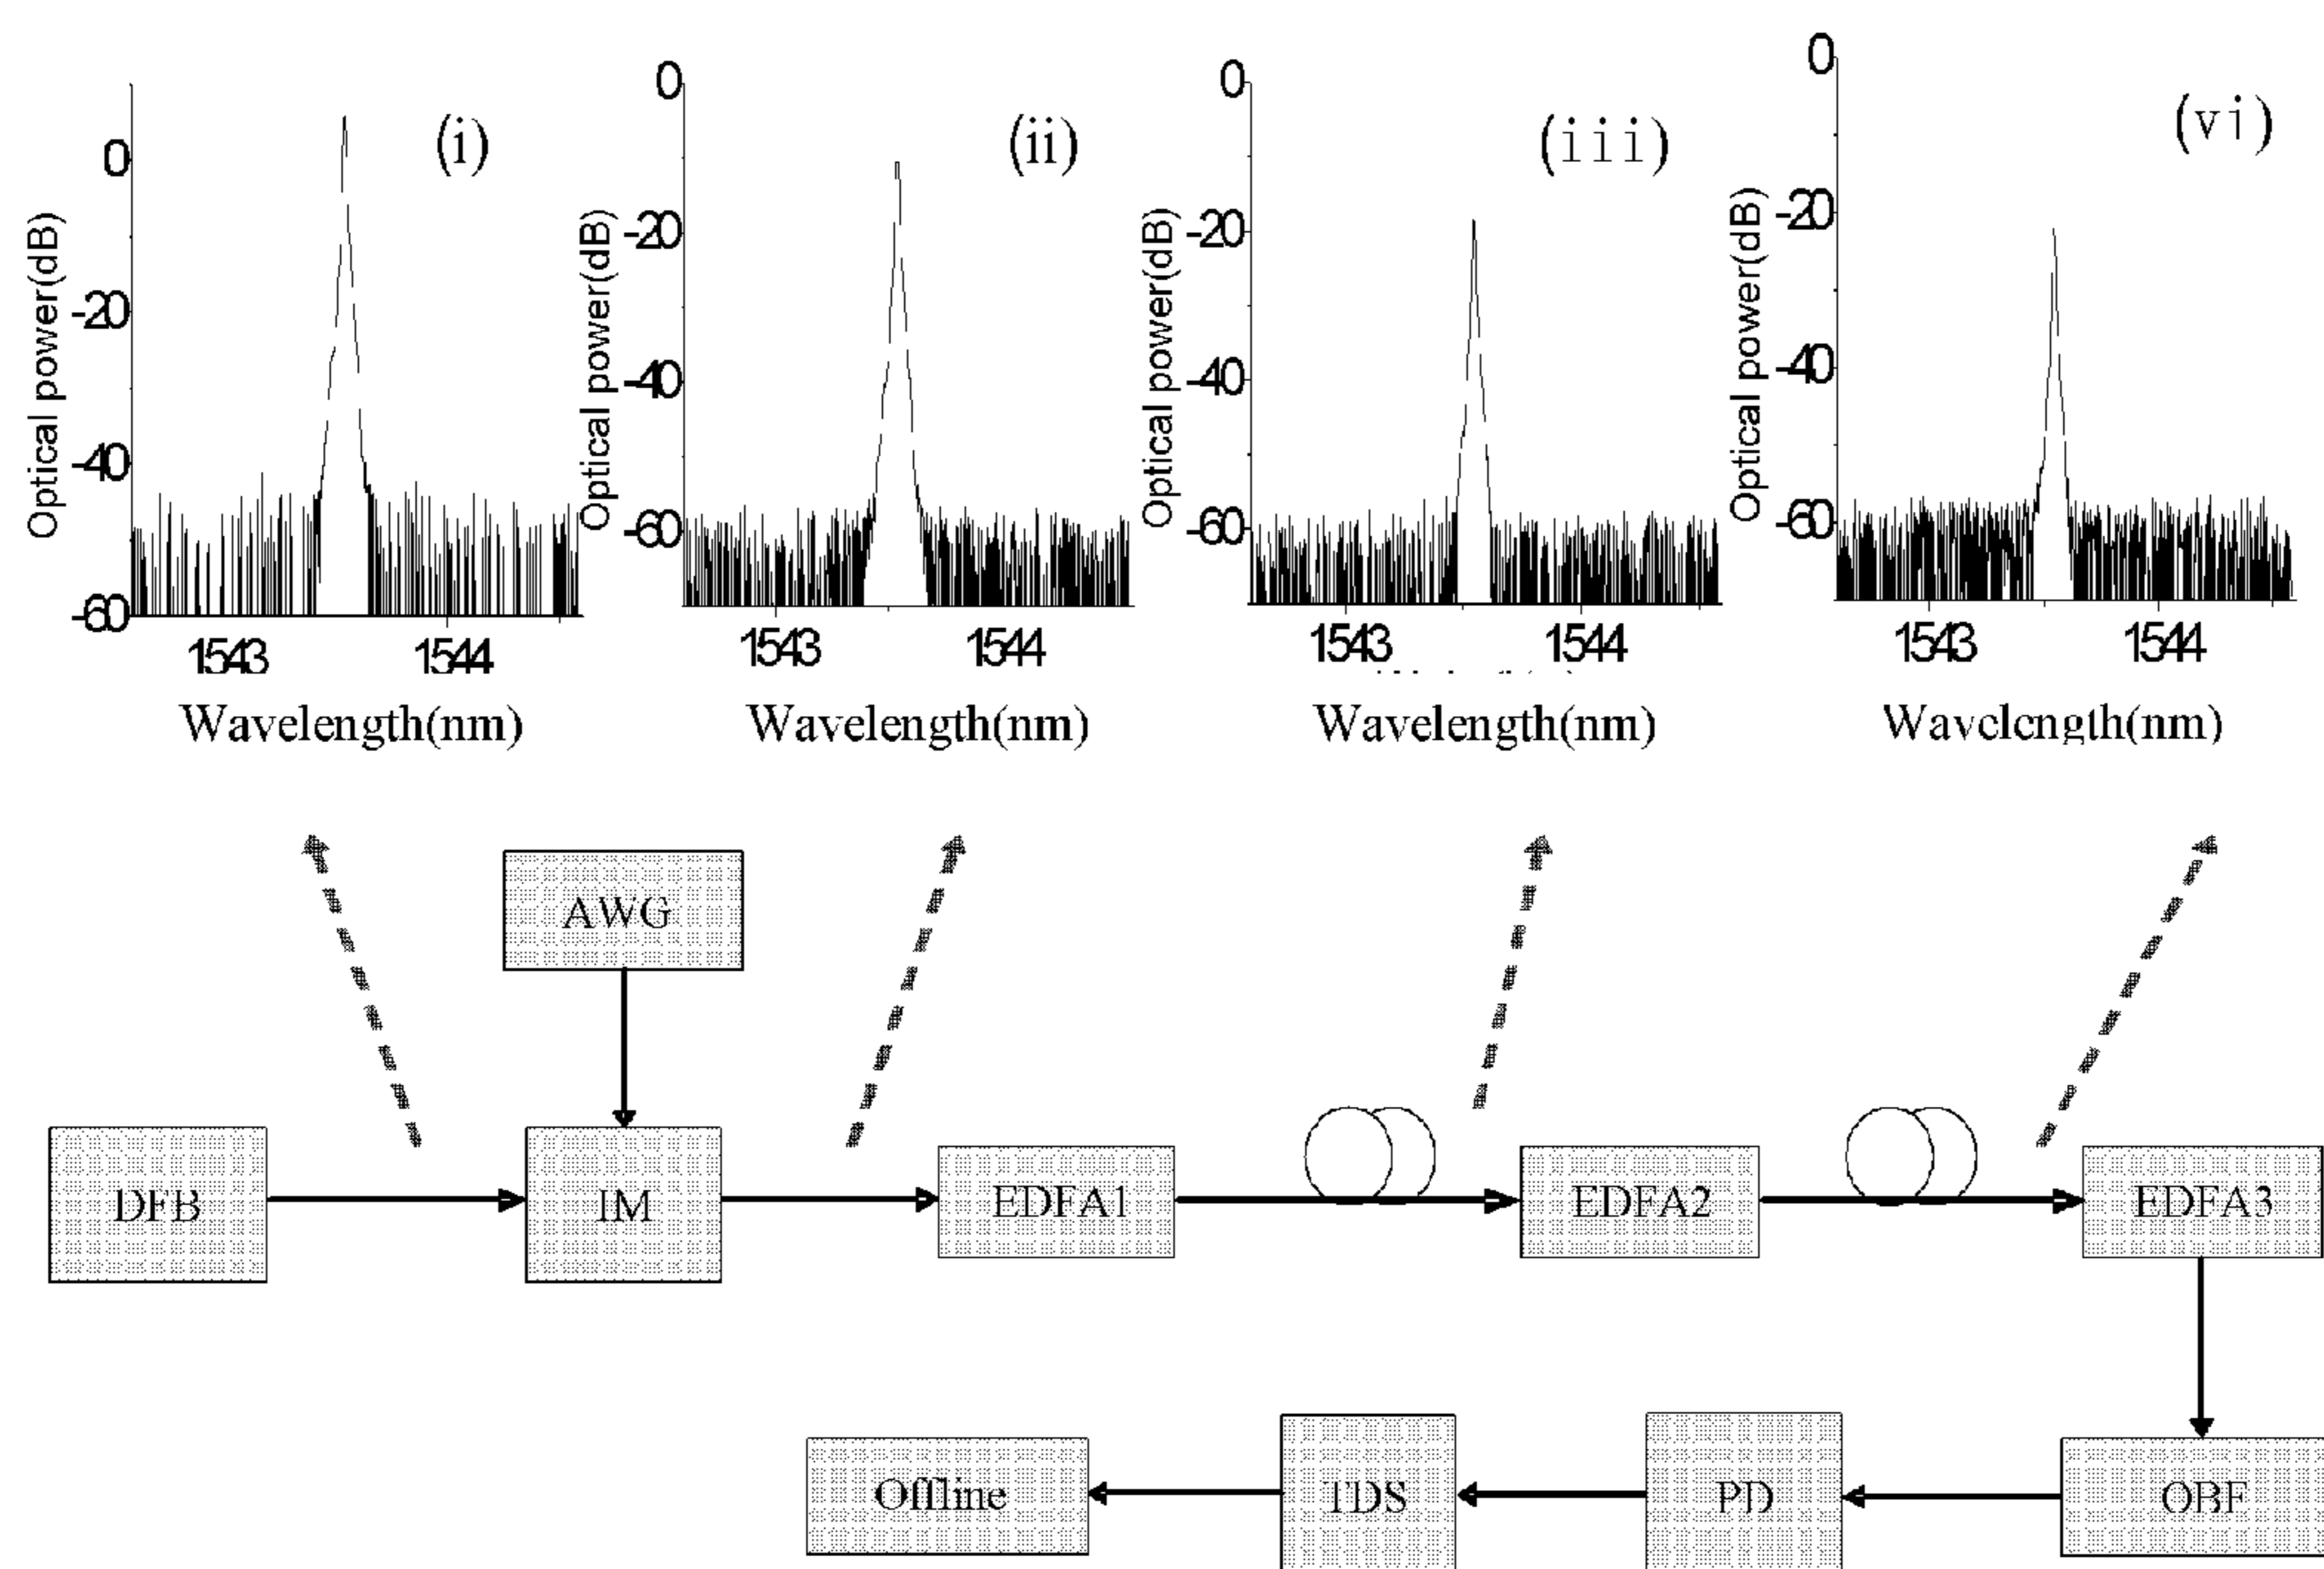 (i)
0
-20
-40
-60
Optical power(dB)
1543 1544
Wavelength(nm)
(ii)
0
-20
-40
-60
Optical power(dB)
1543 1544
Wavelength(nm)
(iii)
0
-20
-40
-60
Optical power(dB)
1543 1544
Wavelength(nm)
(vi)
0
-20
-40
-60
Optical power(dB)
1543 1544
Wavelength(nm)
AWG
DFB
IM
EDFA1
EDFA2
EDFA3
Offline
TDS
PD
OBF